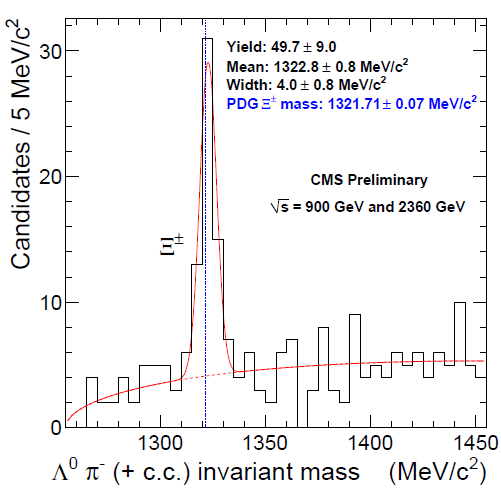 Candidates / 5 MeV/c²
30
20
10
0
Yield: 49.7 ± 9.0
Mean: 1322.8 ± 0.8 MeV/c²
Width: 4.0 ± 0.8 MeV/c²
PDG Ξ± mass: 1321.71 ± 0.07 MeV/c²
CMS Preliminary
√s = 900 GeV and 2360 GeV
Ξ±
1300 1350 1400 1450
Λ⁰ π⁻ (+ c.c.) invariant mass (MeV/c²)